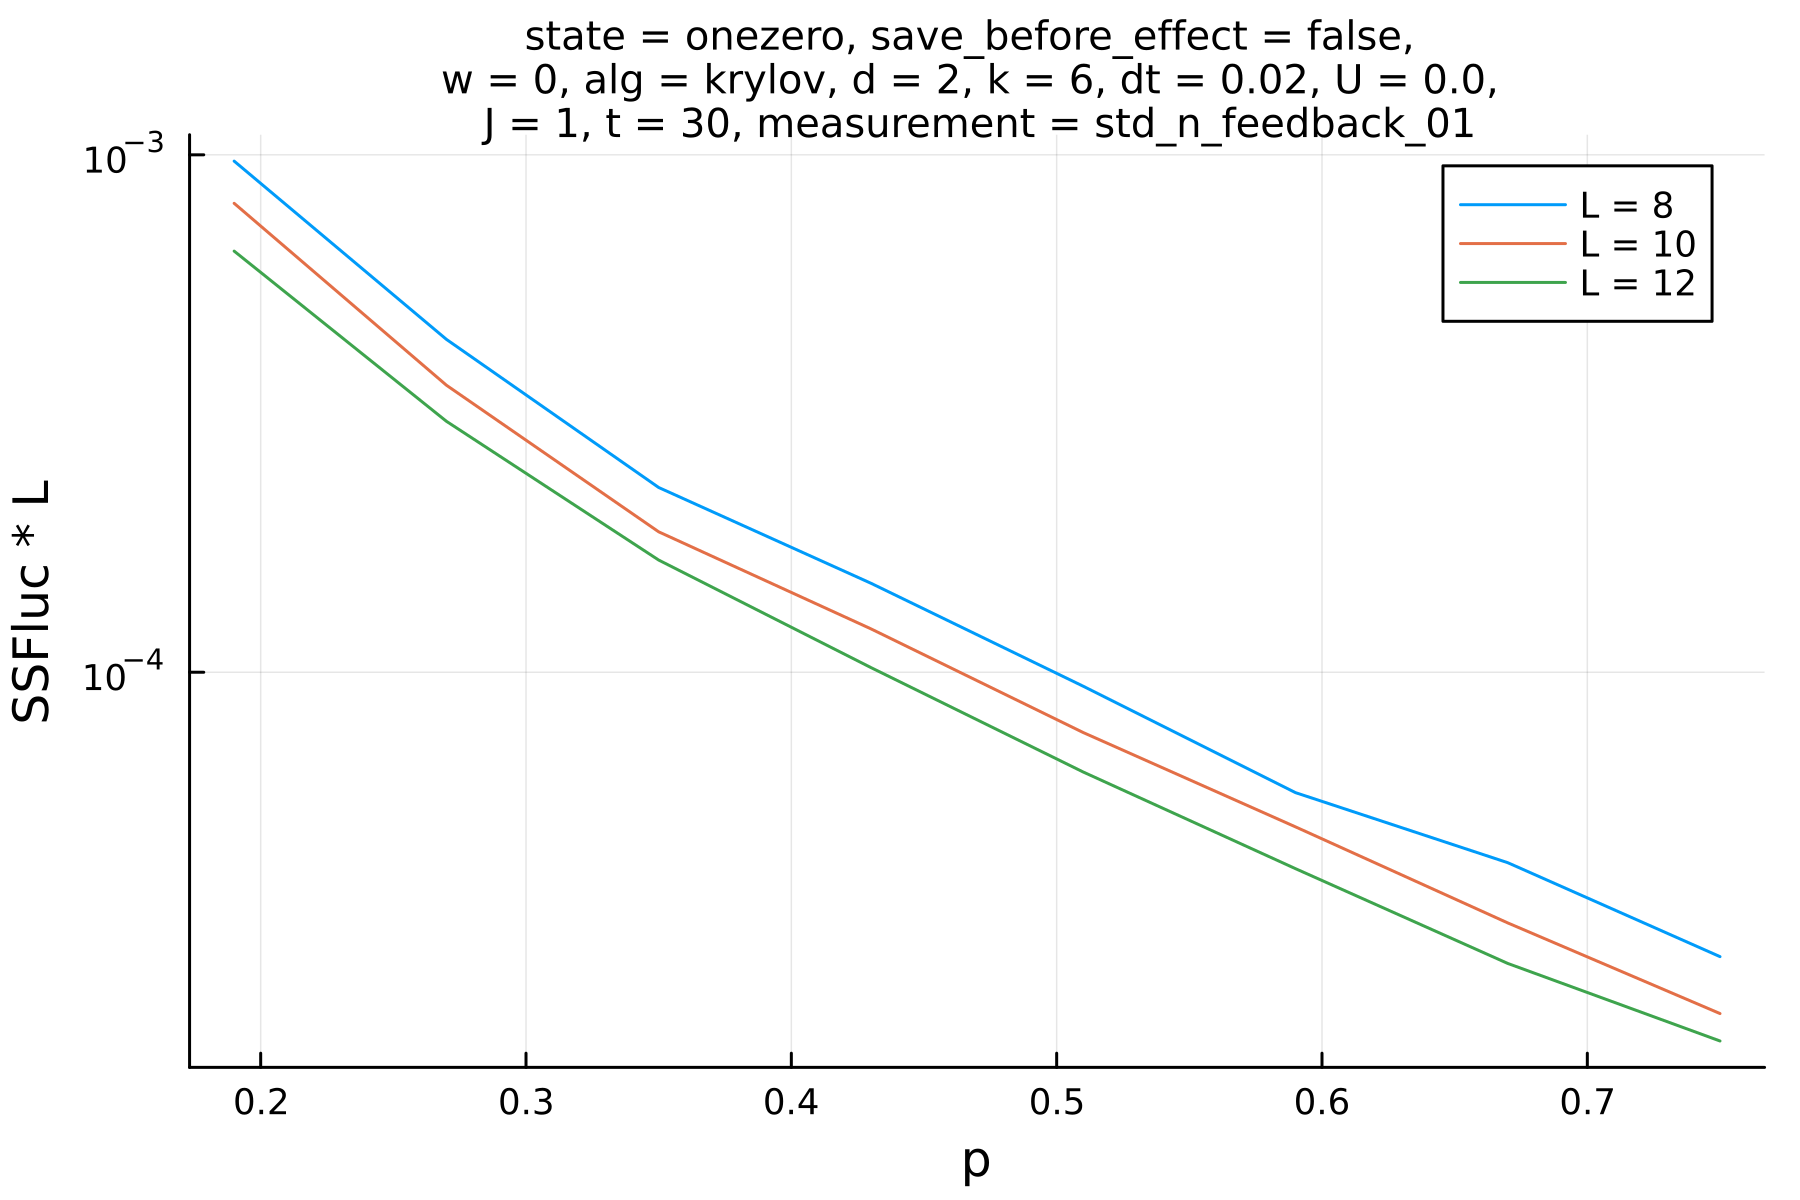 state = onezero, save_before_effect = false,
w = 0, alg = krylov, d = 2, k = 6, dt = 0.02, U = 0.0,
J = 1, t = 30, measurement = std_n_feedback_01
10⁻³
L = 8
L = 10
L = 12
SSFluc * L
10⁻⁴
0.2 0.3 0.4 0.5 0.6 0.7
p